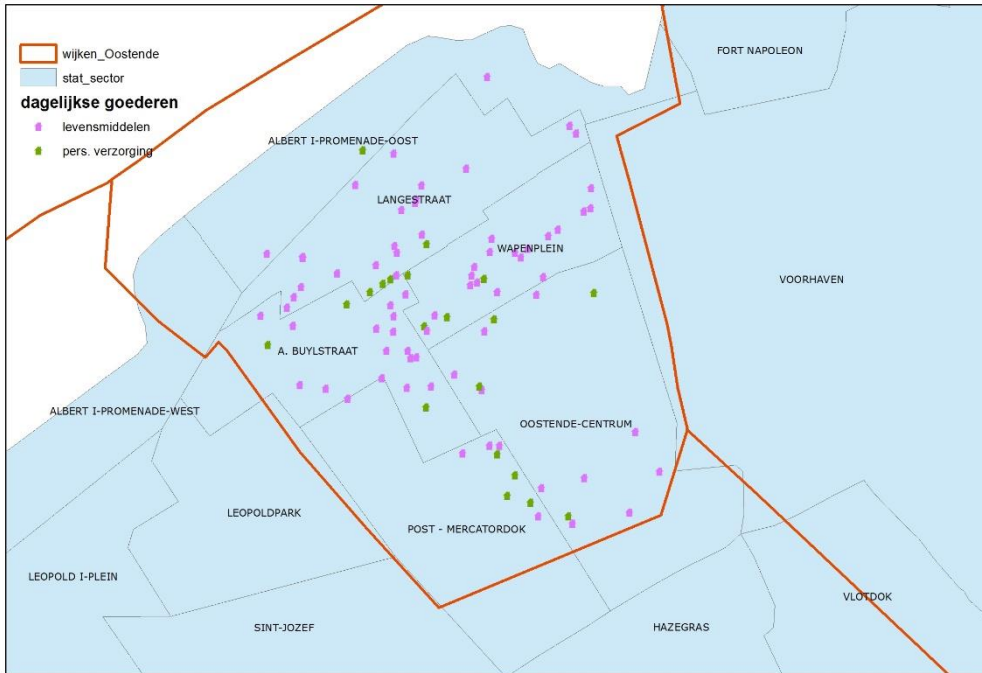 wijken_Oostende
stat_sector
dagelijkse goederen
levensmiddelen
pers. verzorging
FORT NAPOLEON
ALBERT I-PROMENADE-OOST
LANGESTRAAT
WAPENPLEIN
VOORHAVEN
A. BUYLSTRAAT
ALBERT I-PROMENADE-WEST
OOSTENDE-CENTRUM
LEOPOLDPARK
POST - MERCATORDOK
LEOPOLD I-PLEIN
VLOTDOK
SINT-JOZEF
HAZEGRAS